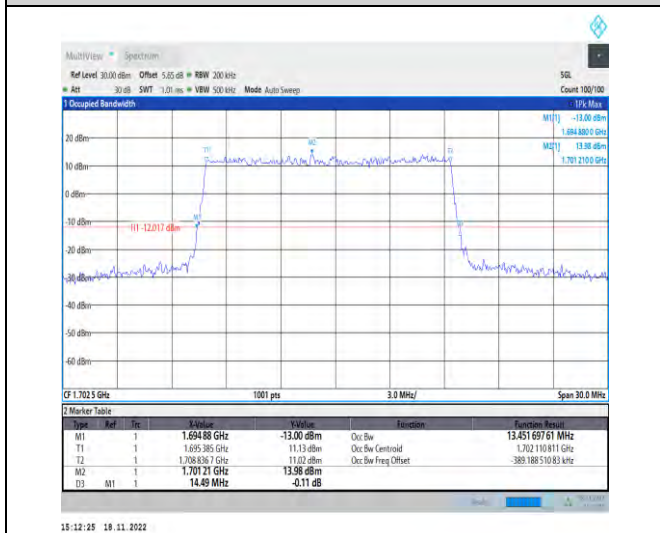 MultiView Spectrum
Ref Level 30.00 dBm Offset 5.65 dB RBW 200 kHz SGL
Att 30 dB SWT 1.01 ms VBW 500 kHz Mode Auto Sweep Count 100/100
1 Occupied Bandwidth 1Pk Max
M1[1] -13.00 dBm
1.694 880 0 GHz
M2[1] 13.98 dBm
1.701 210 0 GHz
20 dBm
10 dBm
0 dBm
-10 dBm
-20 dBm
-30 dBm
-40 dBm
-50 dBm
-60 dBm
H1 -12.017 dBm
T1
M2
T2
M1
CF 1.702 5 GHz 1001 pts 3.0 MHz/ Span 30.0 MHz
2 Marker Table
Type Ref Trc X-Value Y-Value Function Function Result
M1 1 1.694 88 GHz -13.00 dBm Occ Bw 13.451 697 61 MHz
T1 1 1.695 385 GHz 11.13 dBm Occ Bw Centroid 1.702 110 811 GHz
T2 1 1.708 836 7 GHz 11.02 dBm Occ Bw Freq Offset -389.188 510 83 kHz
M2 1 1.701 21 GHz 13.98 dBm
D3 M1 1 14.49 MHz -0.11 dB
15:12:25 18.11.2022